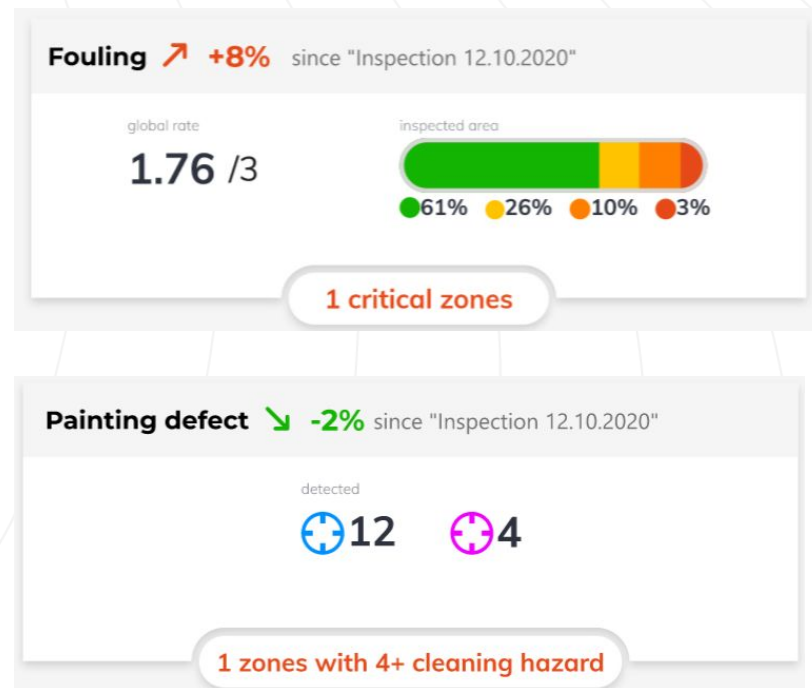 Fouling +8% since "Inspection 12.10.2020"
global rate
1.76 /3
inspected area
61% 26% 10% 3%
1 critical zones
Painting defect -2% since "Inspection 12.10.2020"
detected
12 4
1 zones with 4+ cleaning hazard